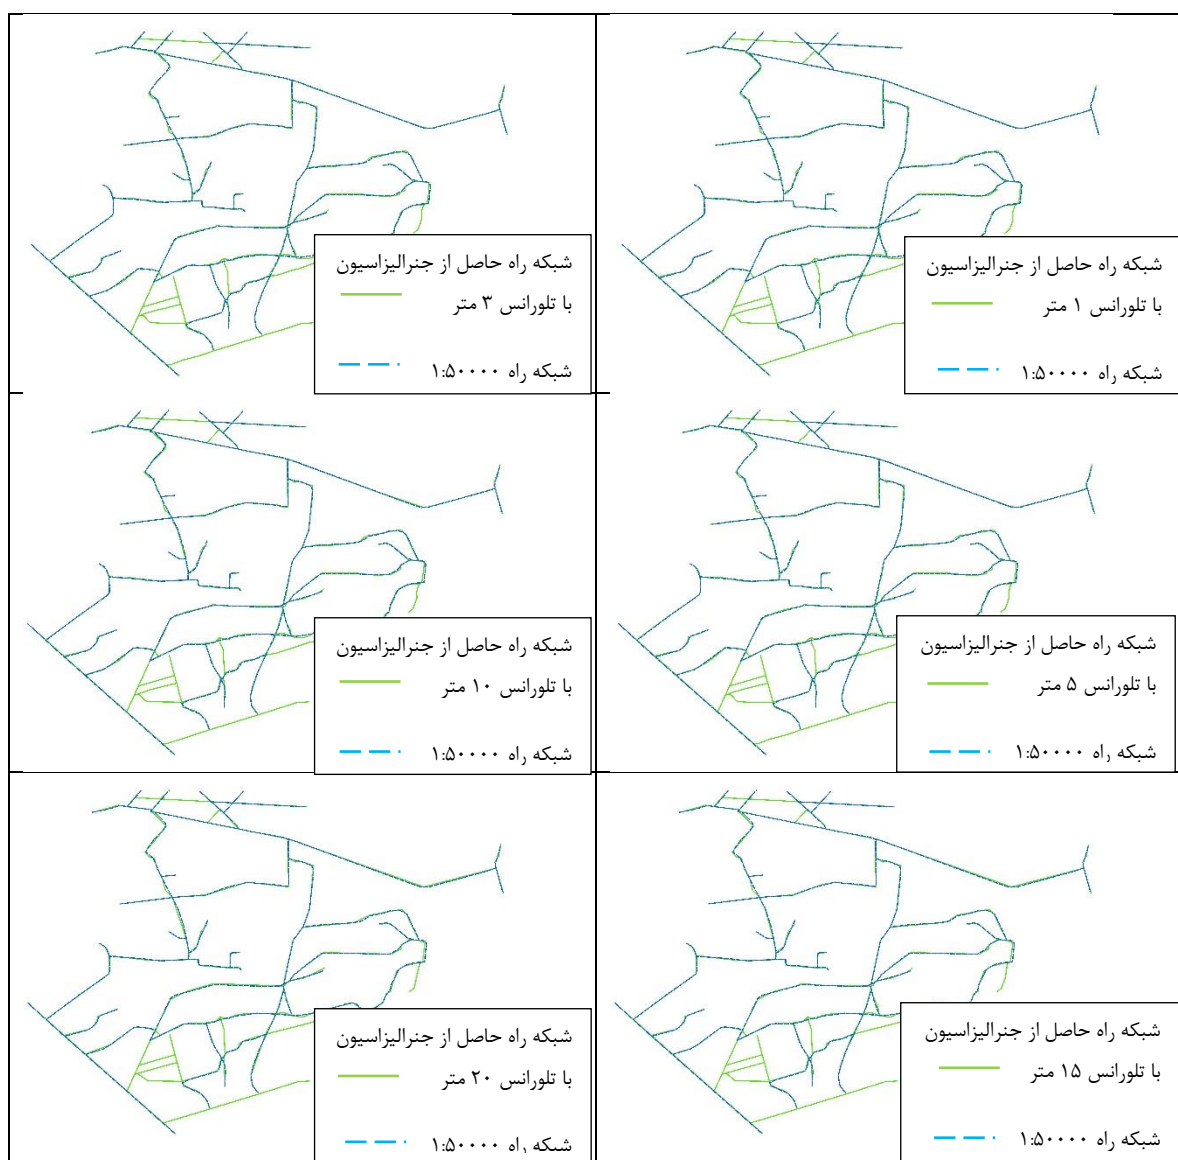 شبکه راه حاصل از جنرالیزاسیون
با تلورانس ۱ متر
شبکه راه ۱:۵۰۰۰۰
شبکه راه حاصل از جنرالیزاسیون
با تلورانس ۳ متر
شبکه راه ۱:۵۰۰۰۰
شبکه راه حاصل از جنرالیزاسیون
با تلورانس ۵ متر
شبکه راه ۱:۵۰۰۰۰
شبکه راه حاصل از جنرالیزاسیون
با تلورانس ۱۰ متر
شبکه راه ۱:۵۰۰۰۰
شبکه راه حاصل از جنرالیزاسیون
با تلورانس ۱۵ متر
شبکه راه ۱:۵۰۰۰۰
شبکه راه حاصل از جنرالیزاسیون
با تلورانس ۲۰ متر
شبکه راه ۱:۵۰۰۰۰